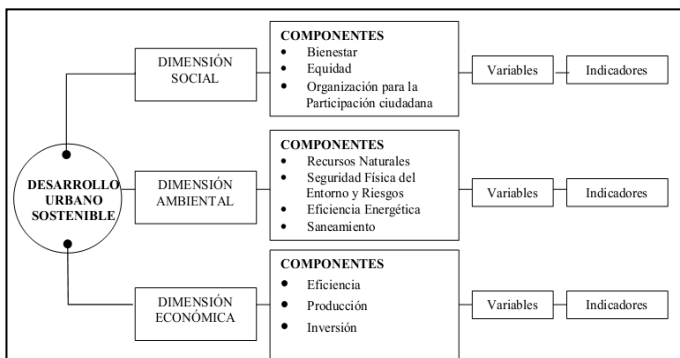 DESARROLLO
URBANO
SOSTENIBLE
DIMENSIÓN
SOCIAL
COMPONENTES
• Bienestar
• Equidad
• Organización para la
Participación ciudadana
Variables
Indicadores
DIMENSIÓN
AMBIENTAL
COMPONENTES
• Recursos Naturales
• Seguridad Física del
Entorno y Riesgos
• Eficiencia Energética
• Saneamiento
Variables
Indicadores
DIMENSIÓN
ECONÓMICA
COMPONENTES
• Eficiencia
• Producción
• Inversión
Variables
Indicadores